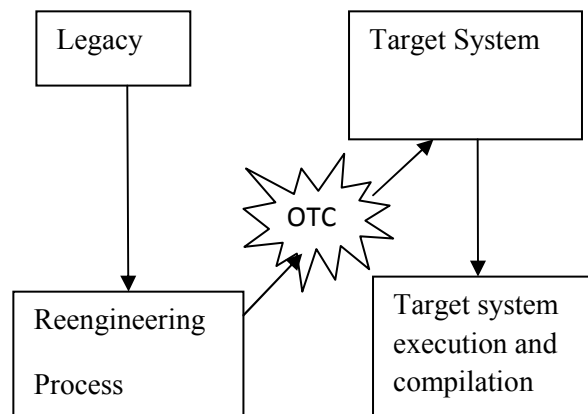 Legacy
Target System
OTC
Reengineering
Process
Target system
execution and
compilation